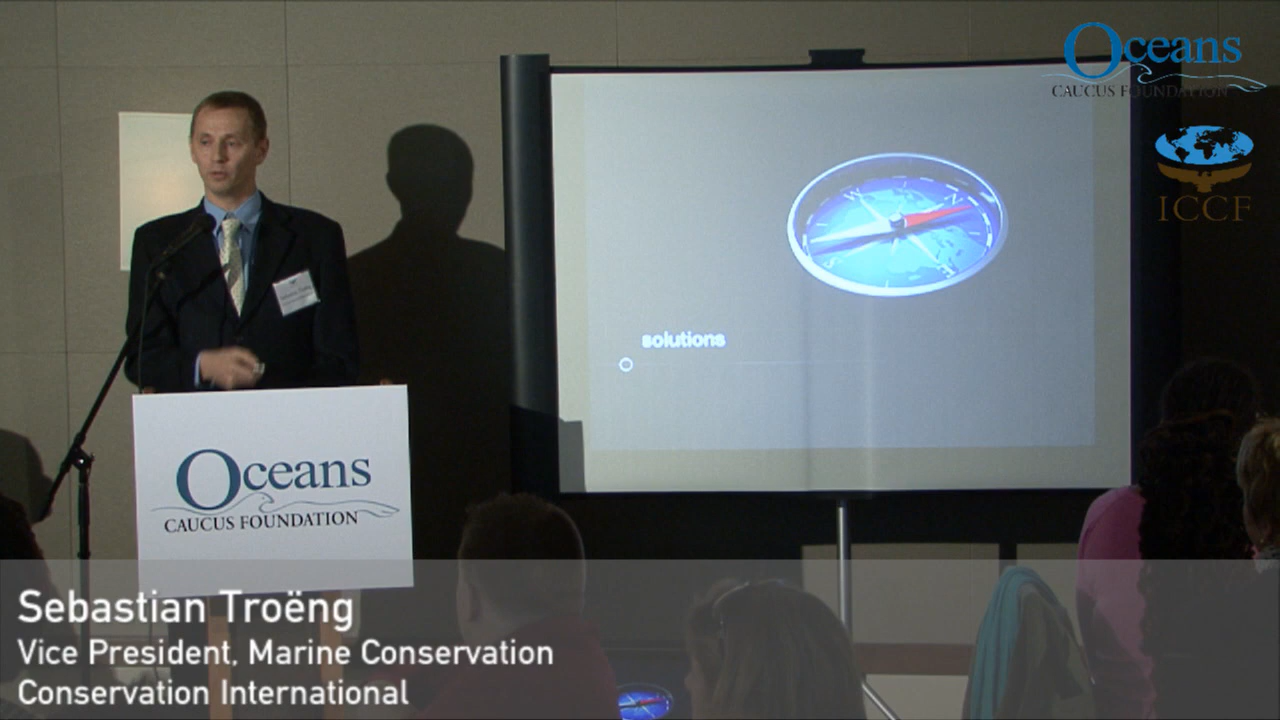 Oceans
CAUCUS FOUNDATION
ICCF
solutions
Oceans
CAUCUS FOUNDATION
Sebastian Troëng
Vice President, Marine Conservation
Conservation International